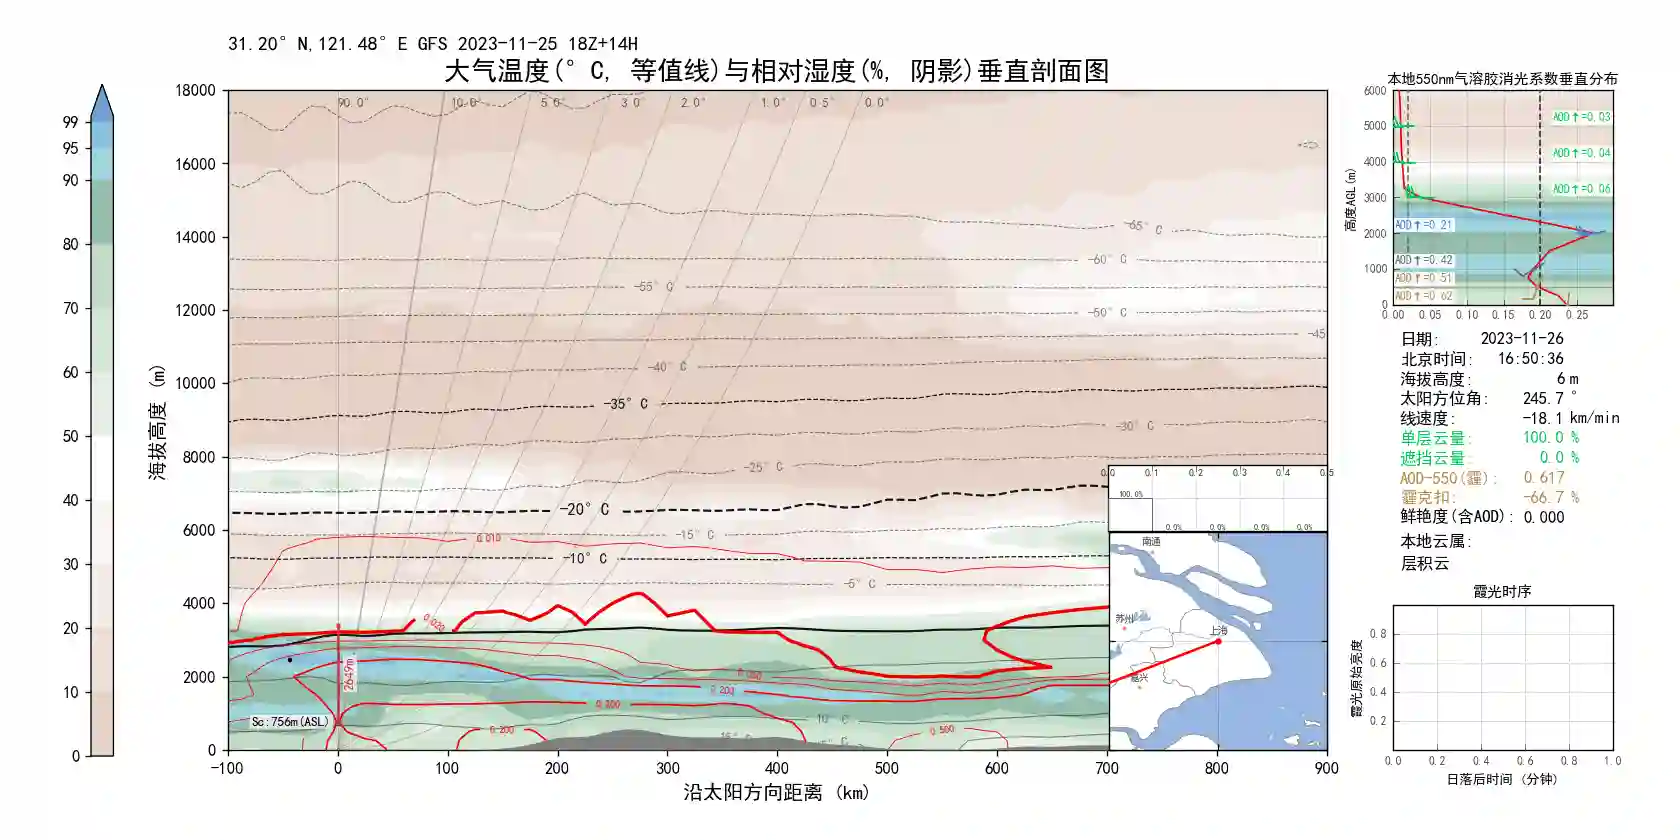 31.20° N,121.48° E GFS 2023-11-25 18Z+14H
大气温度(° C, 等值线)与相对湿度(%, 阴影)垂直剖面图
99
95
90
80
70
60
50
40
30
20
10
0
海拔高度 (m)
18000
16000
14000
12000
10000
8000
6000
4000
2000
0
90.0° 10.0° 5.0° 3.0° 2.0° 1.0° 0.5° 0.0°
-65° C
-60° C
-55° C
-50° C
-45
-40° C
-35° C
-30° C
-25° C
-20° C
-15° C
-10° C
-5° C
0.010
0.020
2649m
0.200
0.200
0.200
0.500
10° C
Sc:756m(ASL)
-100 0 100 200 300 400 500 600 700 800 900
沿太阳方向距离 (km)
0.0 0.1 0.2 0.3 0.4 0.5
100.0%
0.0% 0.0% 0.0% 0.0%
南通
苏州
上海
嘉兴
本地550nm气溶胶消光系数垂直分布
高度AGL(m)
6000
5000
4000
3000
2000
1000
0
AOD↑=0.03
AOD↑=0.04
AOD↑=0.06
AOD↑=0.21
AOD↑=0.42
AOD↑=0.51
AOD↑=0.62
0.00 0.05 0.10 0.15 0.20 0.25
日期: 2023-11-26
北京时间: 16:50:36
海拔高度: 6 m
太阳方位角: 245.7 °
线速度: -18.1 km/min
单层云量: 100.0 %
遮挡云量: 0.0 %
AOD-550(霾): 0.617
霾克扣: -66.7 %
鲜艳度(含AOD): 0.000
本地云属:
层积云
霞光时序
霞光原始亮度
0.8
0.6
0.4
0.2
0.0 0.2 0.4 0.6 0.8 1.0
日落后时间 (分钟)